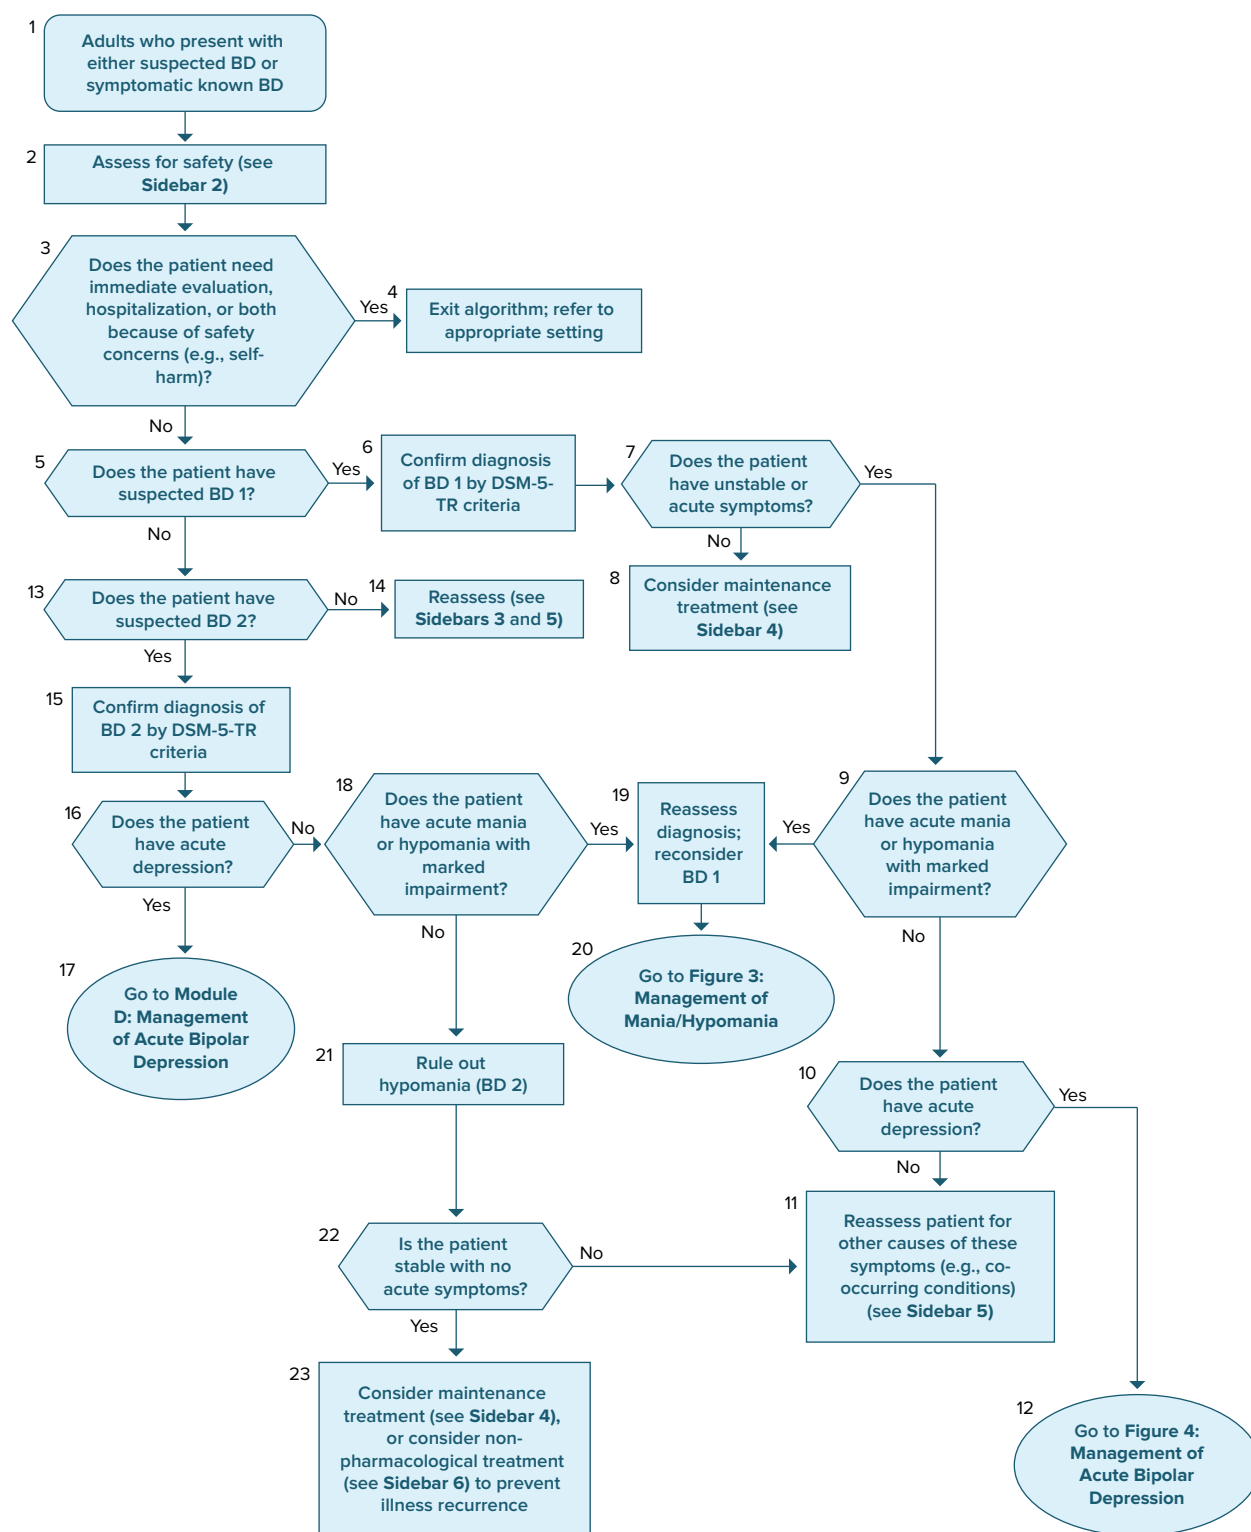 1
Adults who present with
either suspected BD or
symptomatic known BD
2
Assess for safety (see
Sidebar 2)
3
Does the patient need
immediate evaluation,
hospitalization, or both
because of safety
concerns (e.g., self-
harm)?
Yes
4
Exit algorithm; refer to
appropriate setting
No
5
Does the patient have
suspected BD 1?
Yes
6
Confirm diagnosis
of BD 1 by DSM-5-
TR criteria
7
Does the patient
have unstable or
acute symptoms?
Yes
No
No
8
Consider maintenance
treatment (see
Sidebar 4)
13
Does the patient have
suspected BD 2?
No
14
Reassess (see
Sidebars 3 and 5)
Yes
15
Confirm diagnosis of
BD 2 by DSM-5-TR
criteria
16
Does the patient
have acute
depression?
No
18
Does the patient
have acute mania
or hypomania with
marked
impairment?
Yes
19
Reassess
diagnosis;
reconsider
BD 1
Yes
9
Does the patient
have acute mania
or hypomania
with marked
impairment?
Yes
No
No
17
Go to Module
D: Management
of Acute Bipolar
Depression
20
Go to Figure 3:
Management of
Mania/Hypomania
21
Rule out
hypomania (BD 2)
10
Does the patient
have acute
depression?
Yes
No
22
Is the patient
stable with no
acute symptoms?
No
11
Reassess patient for
other causes of these
symptoms (e.g., co-
occurring conditions)
(see Sidebar 5)
Yes
23
Consider maintenance
treatment (see Sidebar 4),
or consider non-
pharmacological treatment
(see Sidebar 6) to prevent
illness recurrence
12
Go to Figure 4:
Management of
Acute Bipolar
Depression